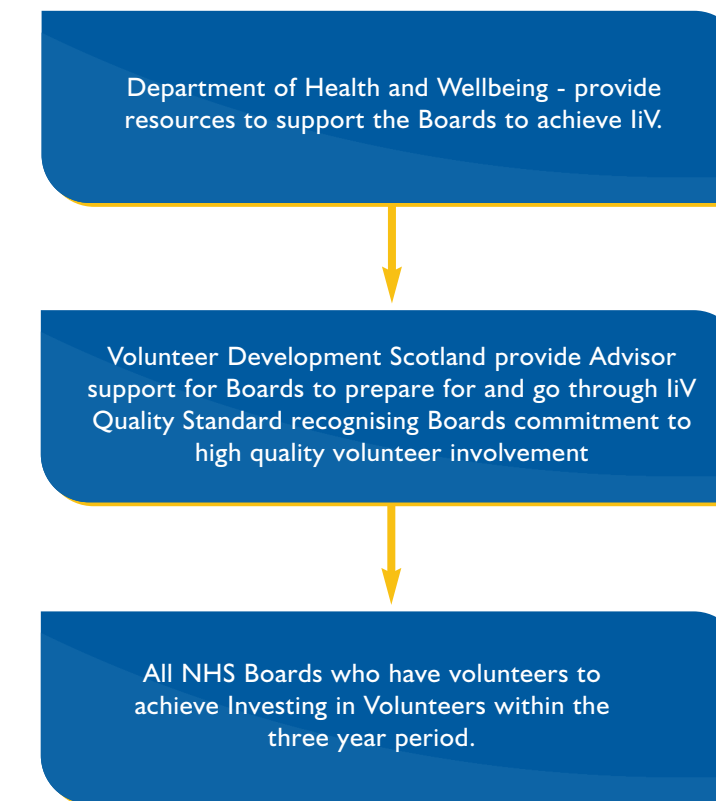 Department of Health and Wellbeing - provide
resources to support the Boards to achieve IiV.
Volunteer Development Scotland provide Advisor
support for Boards to prepare for and go through IiV
Quality Standard recognising Boards commitment to
high quality volunteer involvement
All NHS Boards who have volunteers to
achieve Investing in Volunteers within the
three year period.